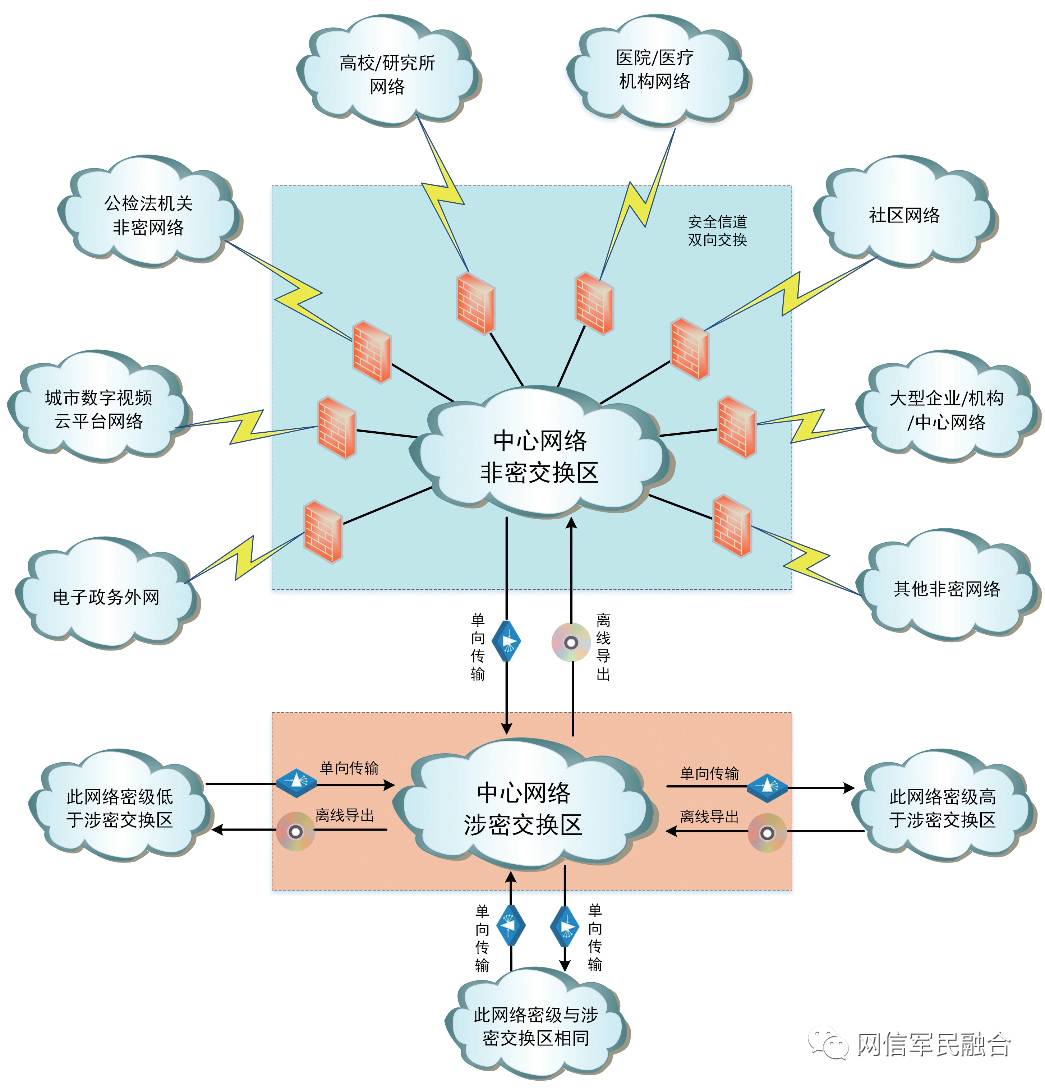 高校/研究所
网络
医院/医疗
机构网络
公检法机关
非密网络
安全信道
双向交换
社区网络
城市数字视频
云平台网络
大型企业/机构
/中心网络
中心网络
非密交换区
电子政务外网
其他非密网络
单向传输
离线导出
此网络密级低
于涉密交换区
单向传输
离线导出
中心网络
涉密交换区
单向传输
离线导出
此网络密级高
于涉密交换区
单向传输
单向传输
此网络密级与涉
密交换区相同
网信军民融合